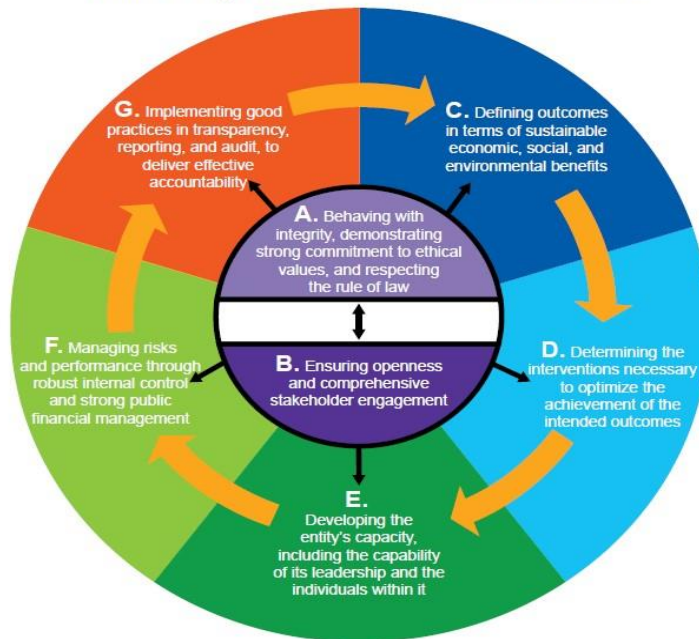 A. Behaving with
integrity, demonstrating
strong commitment to ethical
values, and respecting
the rule of law
B. Ensuring openness
and comprehensive
stakeholder engagement
C. Defining outcomes
in terms of sustainable
economic, social, and
environmental benefits
D. Determining the
interventions necessary
to optimize the
achievement of the
intended outcomes
E.
Developing the
entity's capacity,
including the capability
of its leadership and the
individuals within it
F. Managing risks
and performance through
robust internal control
and strong public
financial management
G. Implementing good
practices in transparency,
reporting, and audit, to
deliver effective
accountability